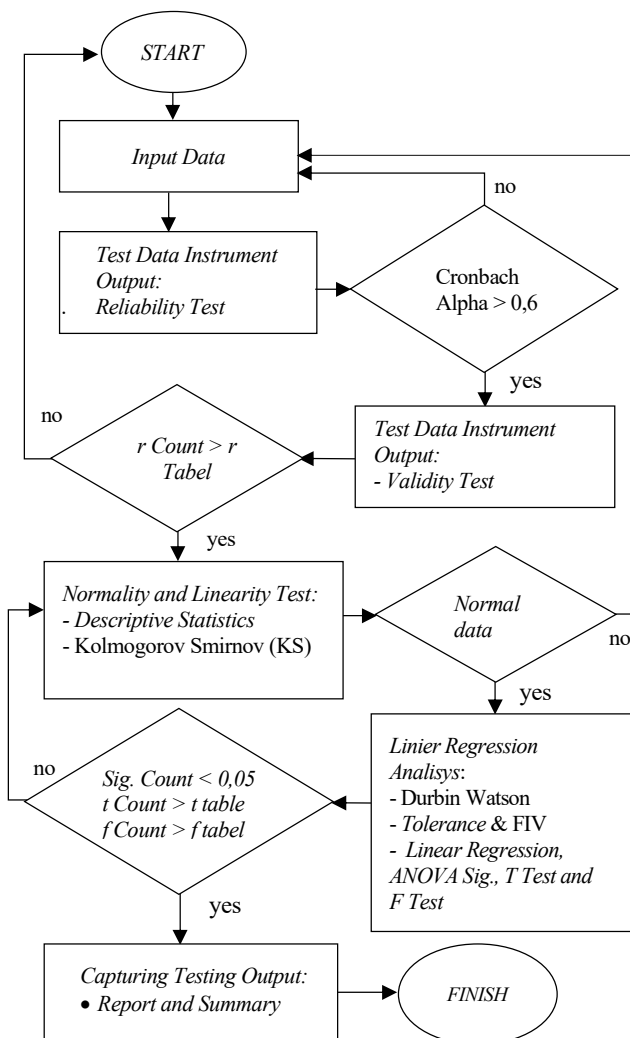 START
Input Data
no
Test Data Instrument
Output:
. Reliability Test
Cronbach
Alpha > 0,6
yes
no
r Count > r
Tabel
Test Data Instrument
Output:
- Validity Test
yes
Normality and Linearity Test:
- Descriptive Statistics
- Kolmogorov Smirnov (KS)
Normal
data
no
yes
no
Sig. Count < 0,05
t Count > t table
f Count > f tabel
Linier Regression
Analisys:
- Durbin Watson
- Tolerance & FIV
- Linear Regression,
ANOVA Sig., T Test and
F Test
yes
Capturing Testing Output:
• Report and Summary
FINISH